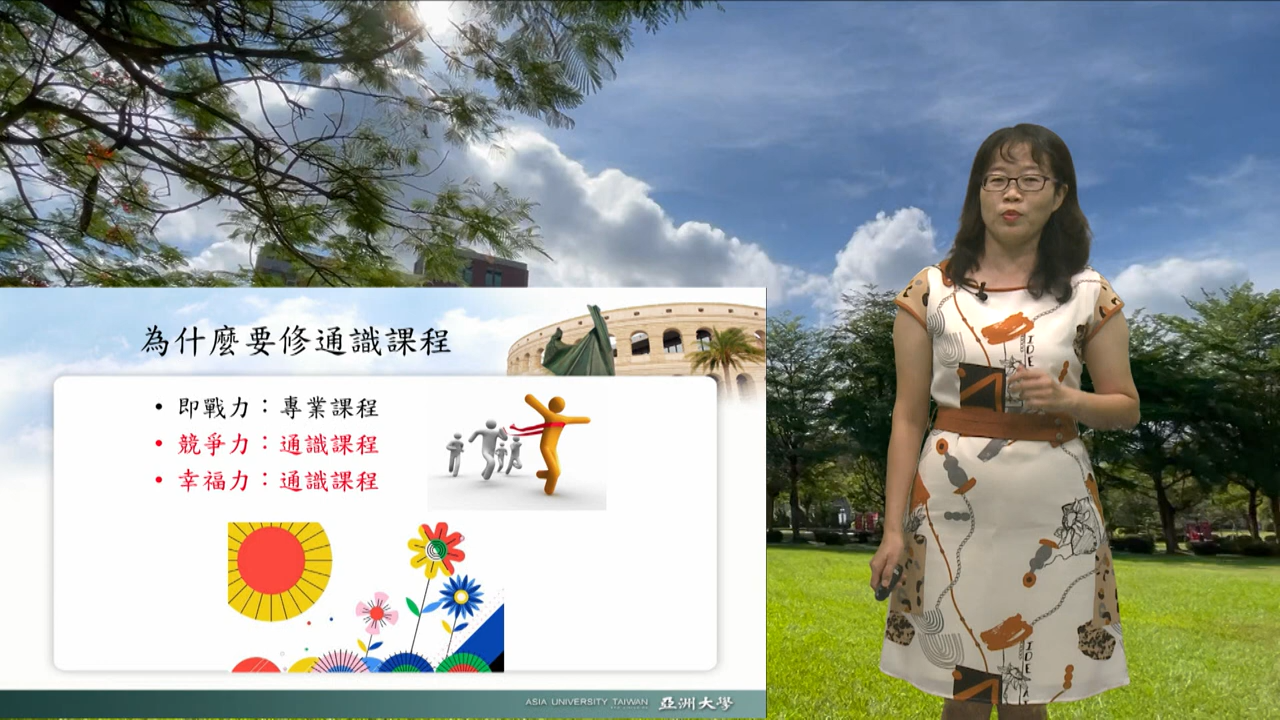 為什麼要修通識課程
• 即戰力：專業課程
• 競爭力：通識課程
• 幸福力：通識課程
ASIA UNIVERSITY TAIWAN 亞洲大學